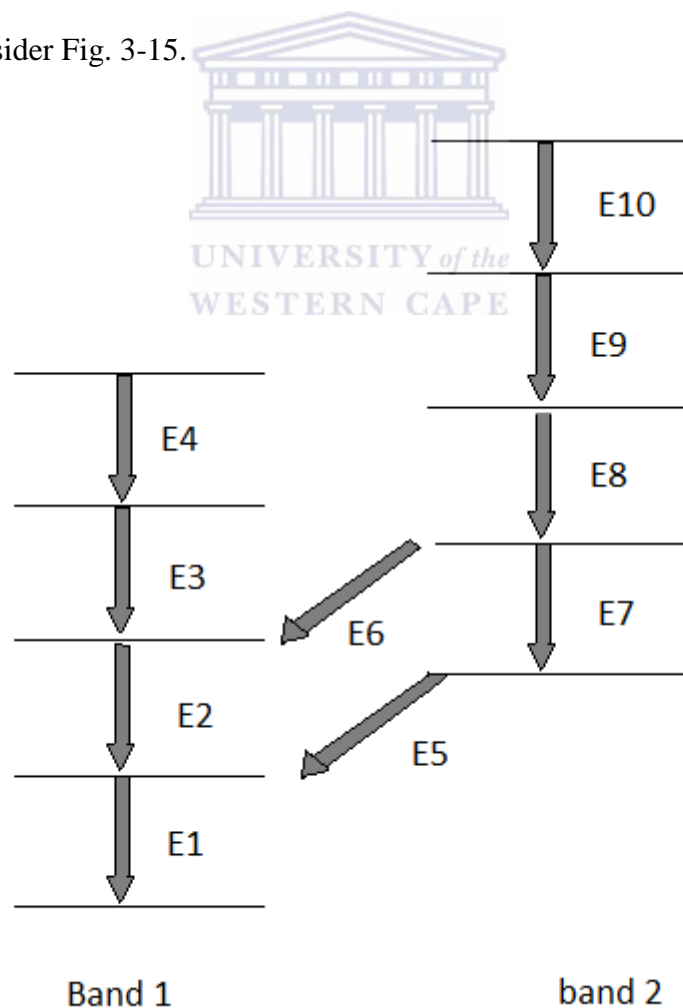 sider Fig. 3-15.
UNIVERSITY of the
WESTERN CAPE
E10
E9
E4
E8
E3
E6
E7
E2
E5
E1
Band 1
band 2